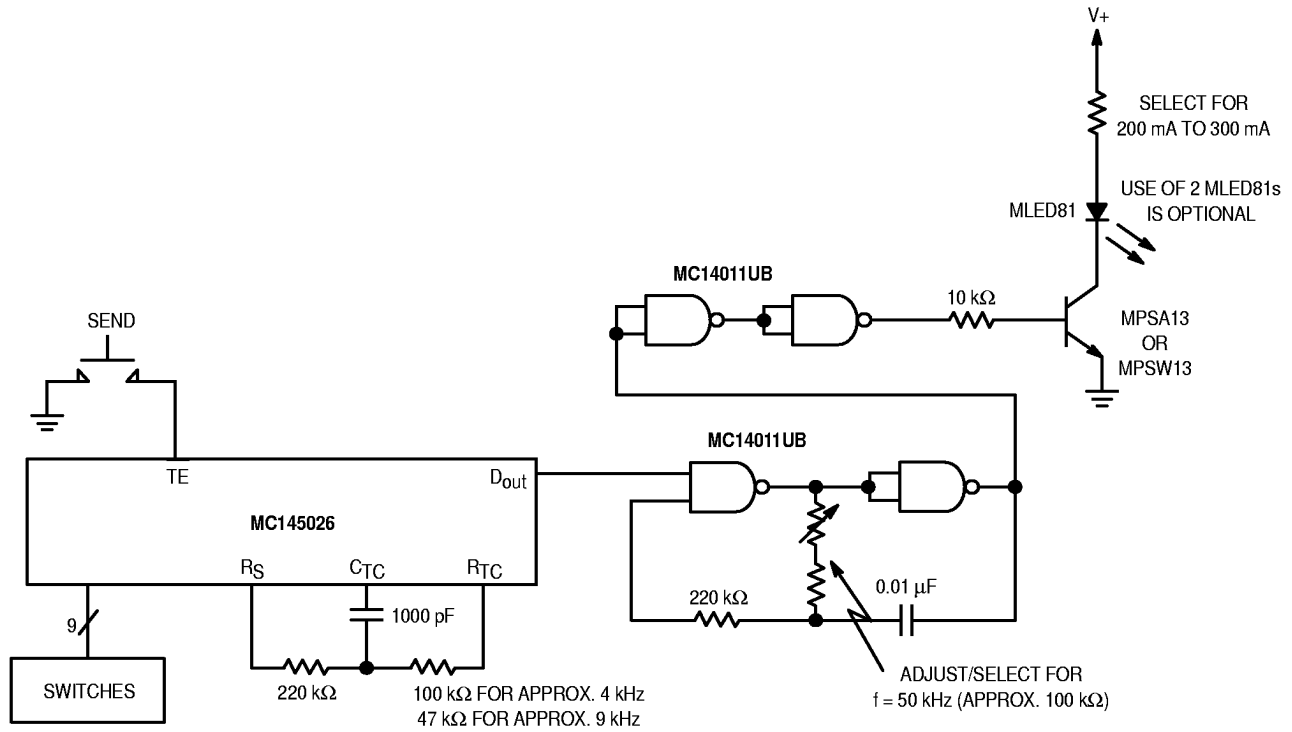 V+
SELECT FOR
200 mA TO 300 mA
MLED81
USE OF 2 MLED81s
IS OPTIONAL
MC14011UB
10 kΩ
MPSA13
OR
MPSW13
SEND
MC14011UB
TE
Dout
MC145026
RS
CTC
RTC
9
1000 pF
220 kΩ
0.01 μF
SWITCHES
220 kΩ
100 kΩ FOR APPROX. 4 kHz
47 kΩ FOR APPROX. 9 kHz
ADJUST/SELECT FOR
f = 50 kHz (APPROX. 100 kΩ)